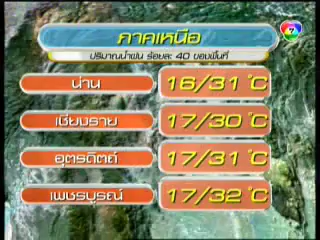 7
ภาคเหนือ
ปริมาณน้ำฝน ร้อยละ 40 ของพื้นที่
น่าน 16/31 °C
เชียงราย 17/30 °C
อุตรดิตถ์ 17/31 °C
เพชรบูรณ์ 17/32 °C